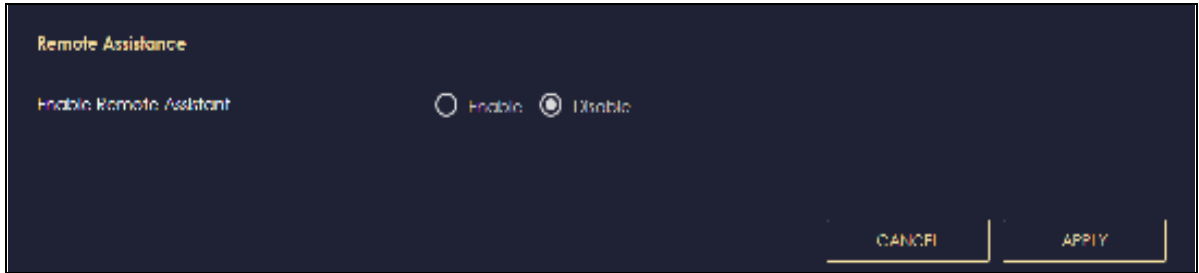 Remote Assistance
Enable Remote Assistant Enable Disable
CANCEL APPLY